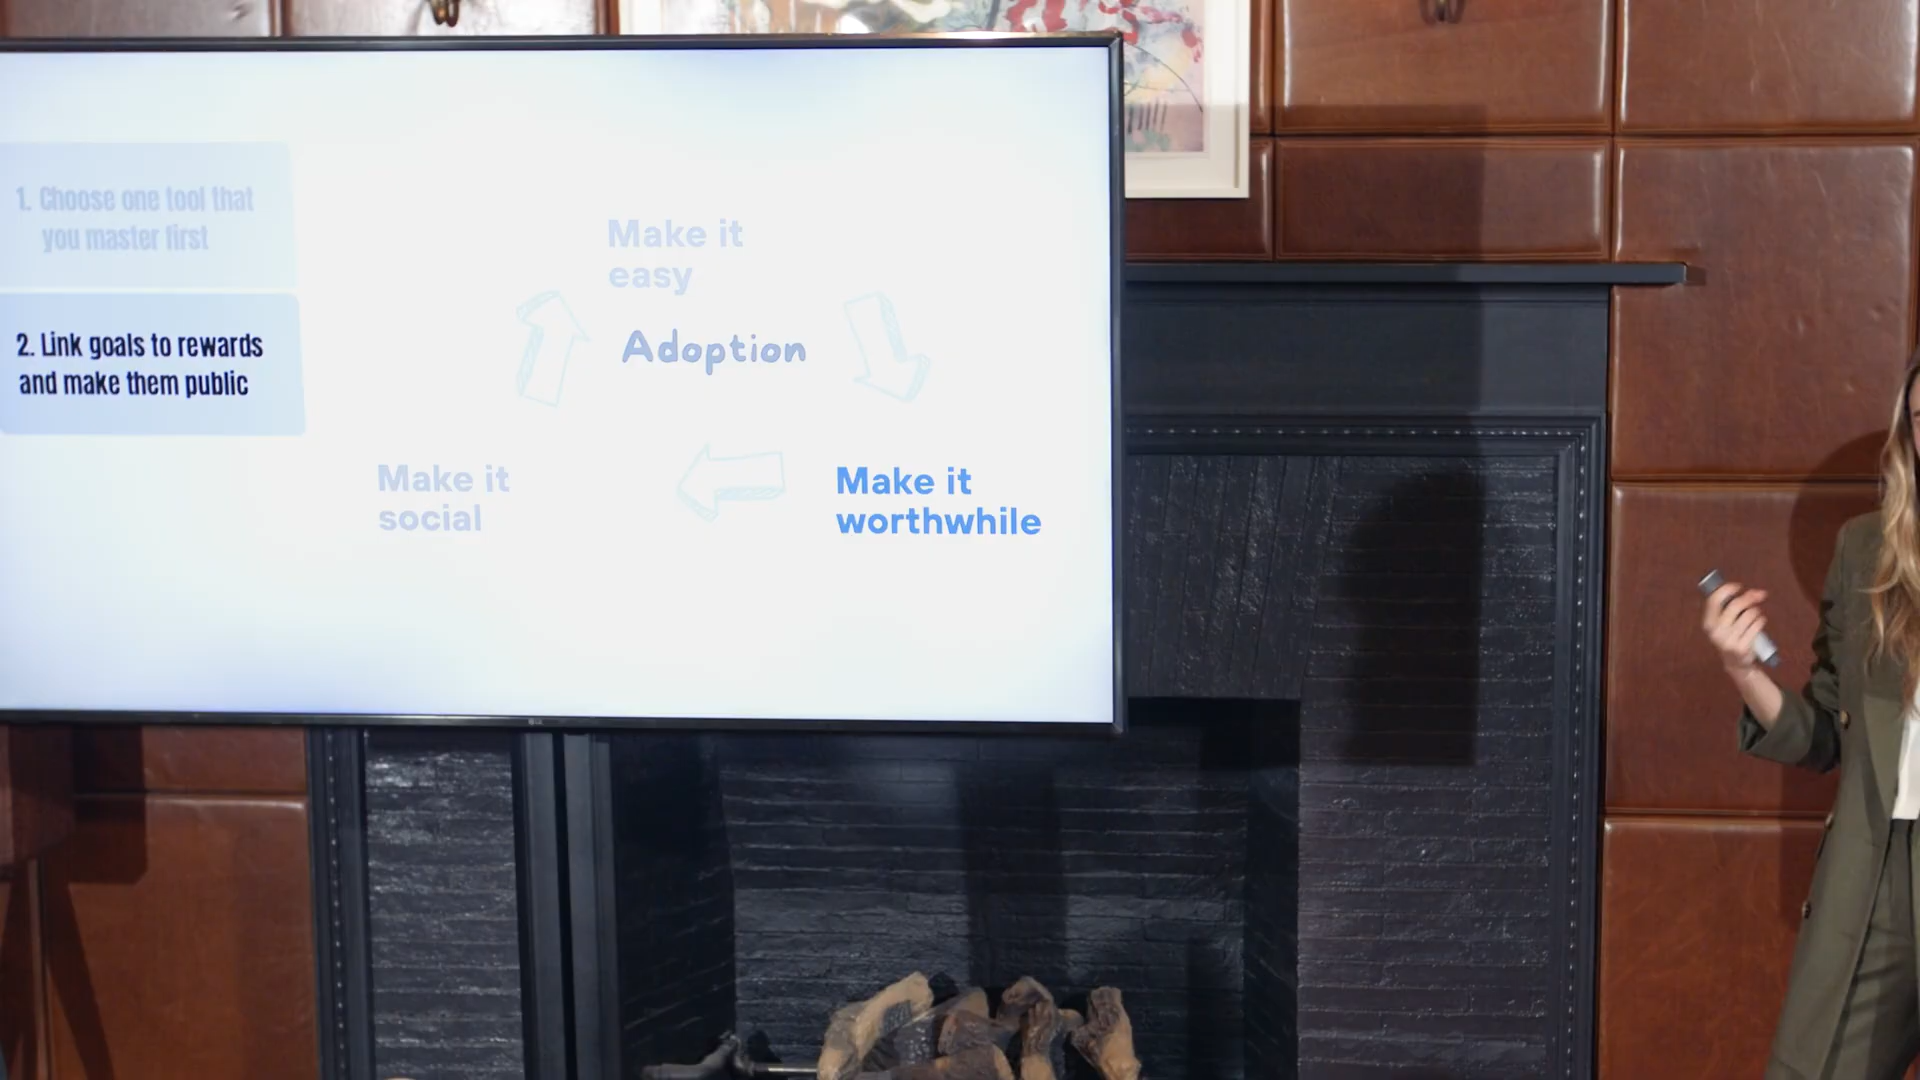 1. Choose one tool that
you master first
2. Link goals to rewards
and make them public
Make it
easy
Adoption
Make it
social
Make it
worthwhile
LG